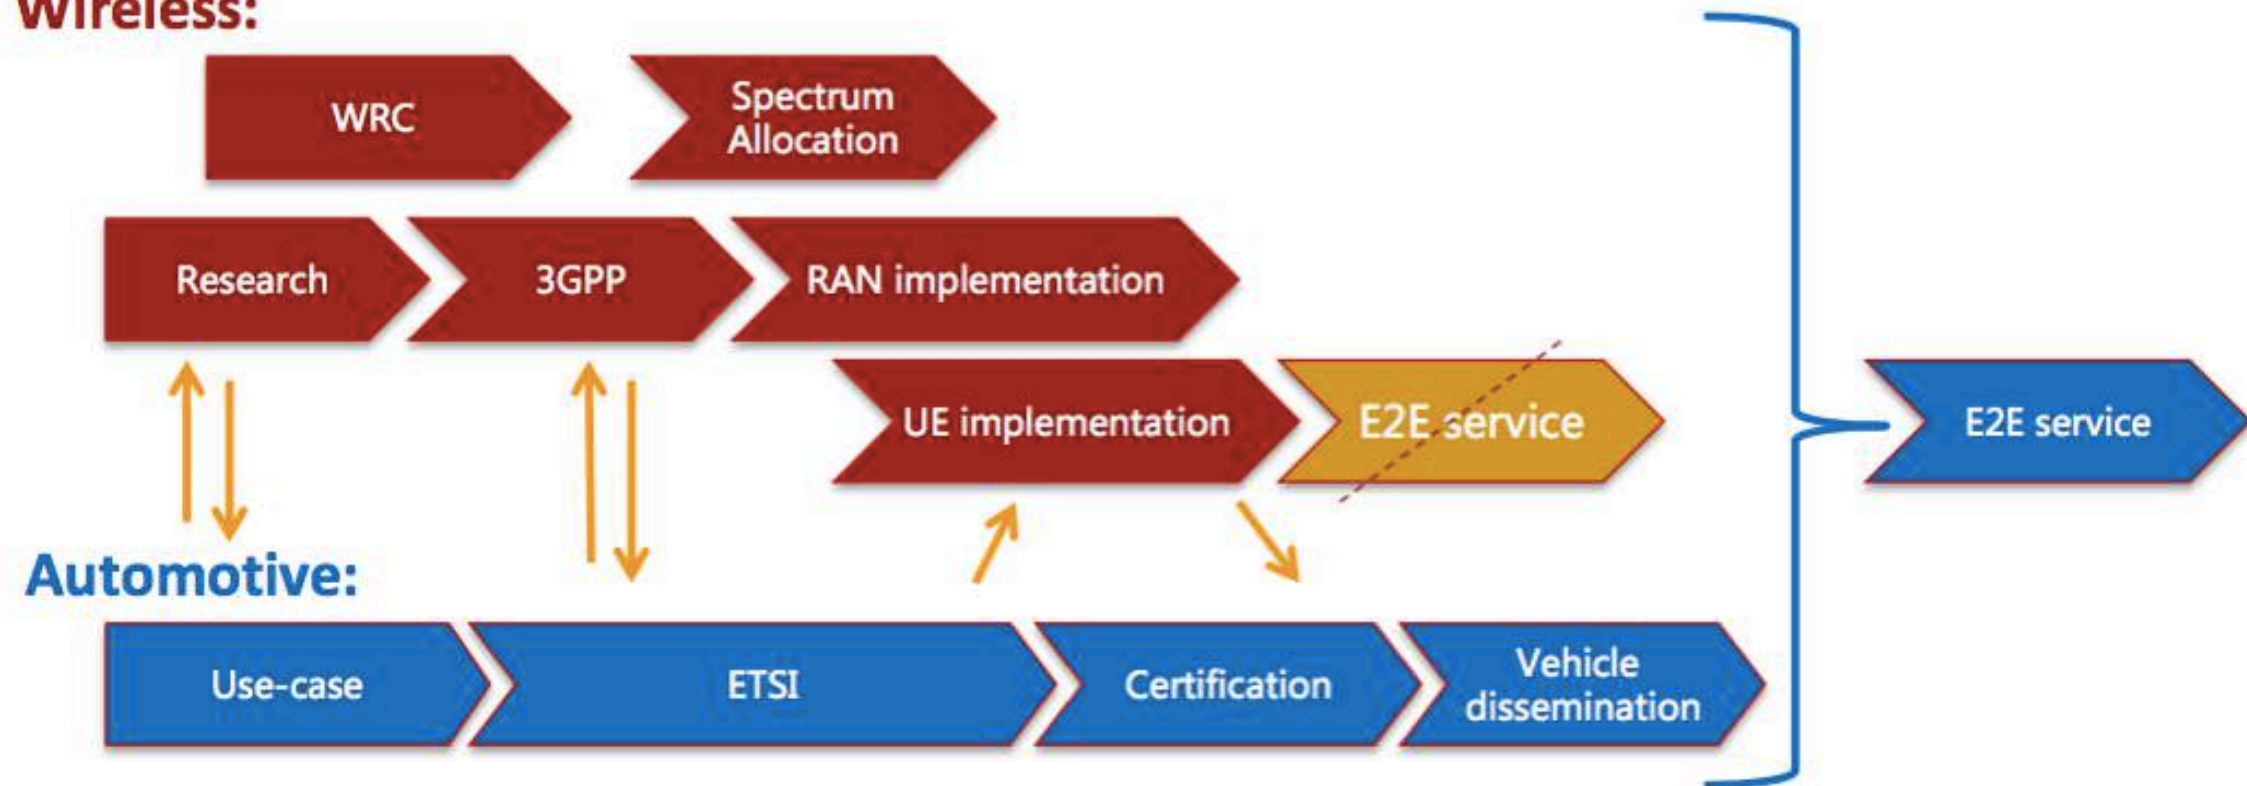 Wireless:
WRC
Spectrum
Allocation
Research
3GPP
RAN implementation
UE implementation
E2E service
E2E service
Automotive:
Use-case
ETSI
Certification
Vehicle
dissemination